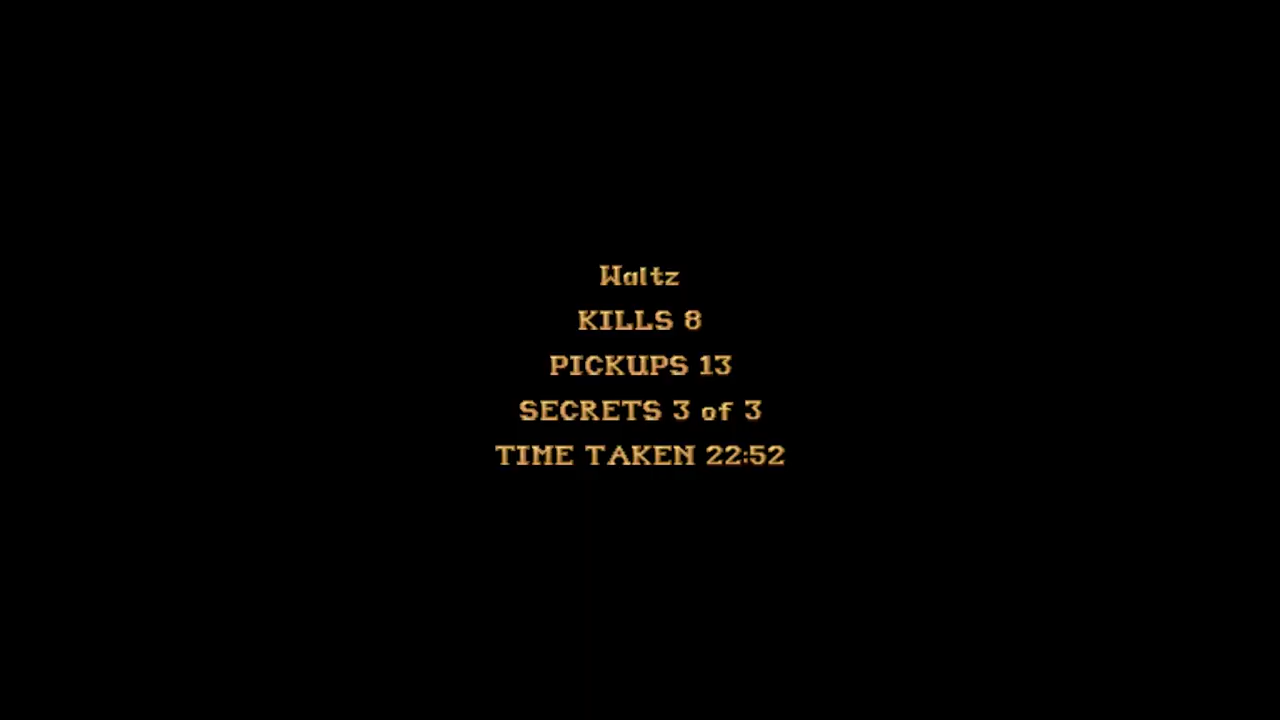 Waltz
KILLS 8
PICKUPS 13
SECRETS 3 of 3
TIME TAKEN 22:52